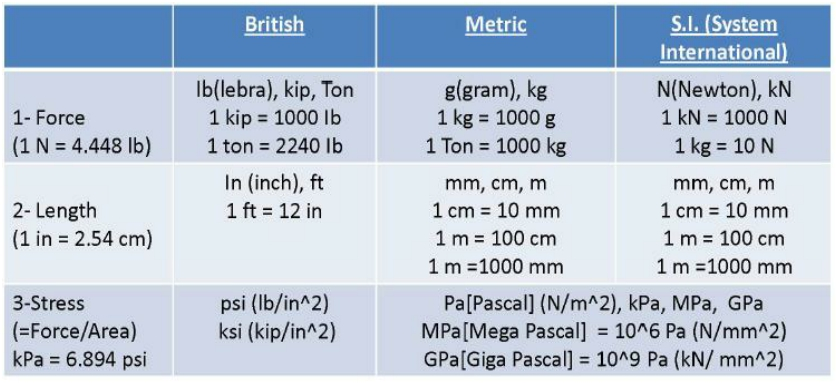 British
Metric
S.I. (System
International)
1- Force
(1 N = 4.448 lb)
Ib(lebra), kip, Ton
1 kip = 1000 Ib
1 ton = 2240 Ib
g(gram), kg
1 kg = 1000 g
1 Ton = 1000 kg
N(Newton), kN
1 kN = 1000 N
1 kg = 10 N
2- Length
(1 in = 2.54 cm)
In (inch), ft
1 ft = 12 in
mm, cm, m
1 cm = 10 mm
1 m = 100 cm
1 m =1000 mm
mm, cm, m
1 cm = 10 mm
1 m = 100 cm
1 m =1000 mm
3-Stress
(=Force/Area)
kPa = 6.894 psi
psi (lb/in^2)
ksi (kip/in^2)
Pa[Pascal] (N/m^2), kPa, MPa, GPa
MPa[Mega Pascal] = 10^6 Pa (N/mm^2)
GPa[Giga Pascal] = 10^9 Pa (kN/ mm^2)